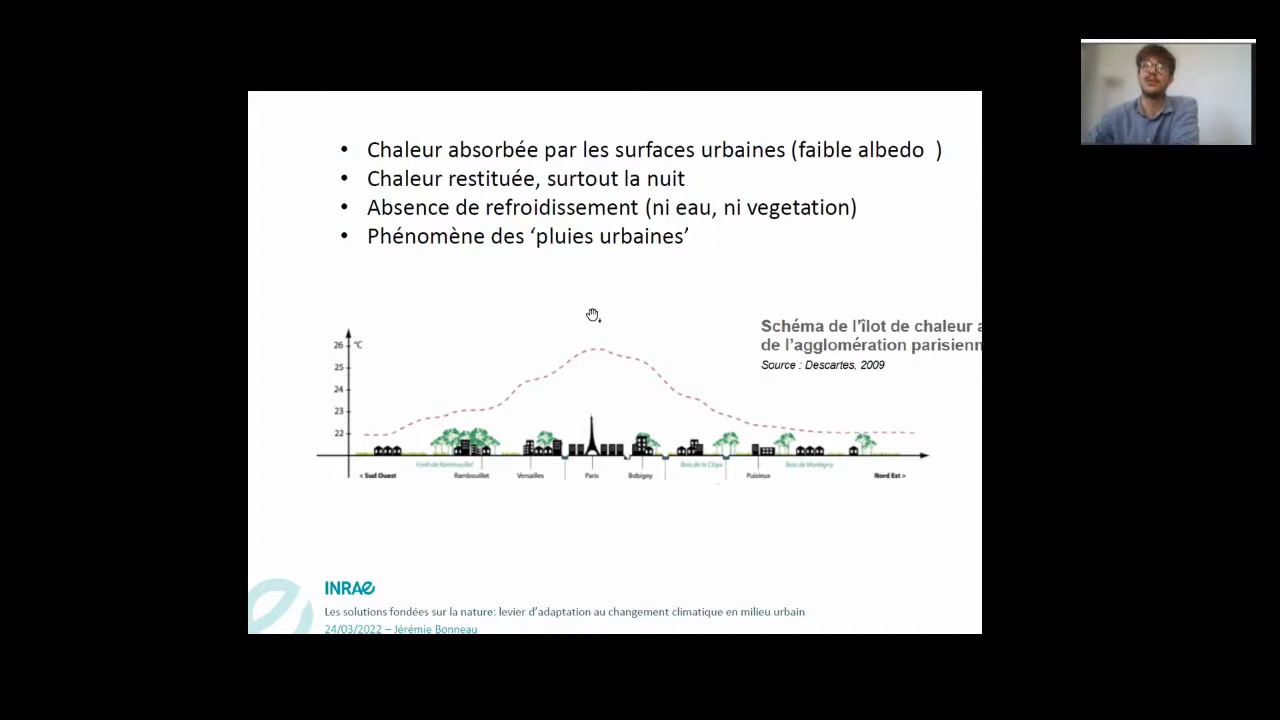 • Chaleur absorbée par les surfaces urbaines (faible albedo )
• Chaleur restituée, surtout la nuit
• Absence de refroidissement (ni eau, ni vegetation)
• Phénomène des ‘pluies urbaines’
Schéma de l’îlot de chaleur a
de l’agglomération parisienn
Source : Descartes, 2009
26 °C
25
24
23
22
Forêt de Rambouillet Bois de la Claye Bois de Montigny
< Sud Ouest Rambouillet Versailles Paris Bobigny Puisieux Nord Est >
INRAe
Les solutions fondées sur la nature: levier d’adaptation au changement climatique en milieu urbain
24/03/2022 – Jérémie Bonneau